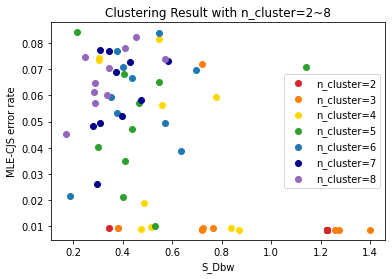 Clustering Result with n_cluster=2~8
MLE-CJS error rate
0.08
0.07
0.06
0.05
0.04
0.03
0.02
0.01
n_cluster=2
n_cluster=3
n_cluster=4
n_cluster=5
n_cluster=6
n_cluster=7
n_cluster=8
0.2 0.4 0.6 0.8 1.0 1.2 1.4
S_Dbw